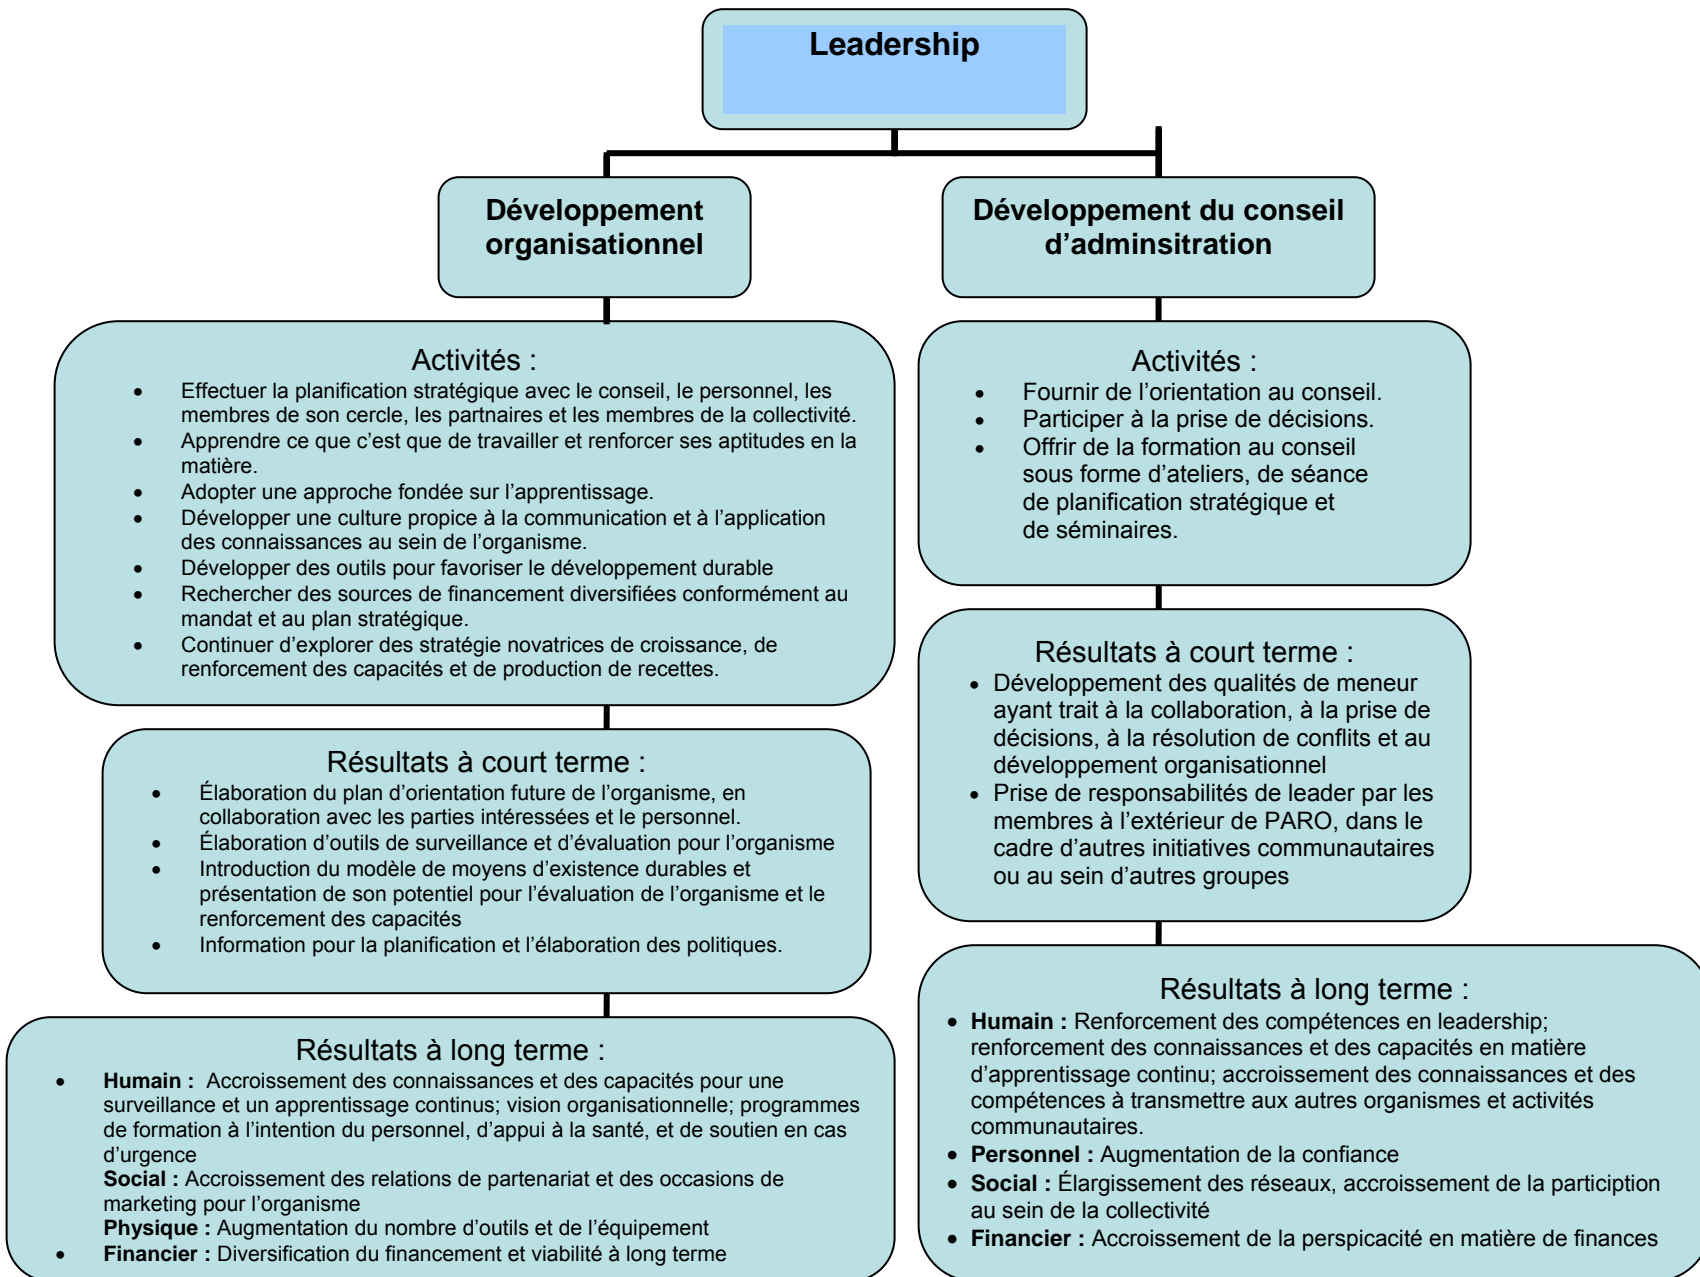 Leadership
Développement
organisationnel
Développement du conseil
d'adminsitration
Activités :
• Effectuer la planification stratégique avec le conseil, le personnel, les
membres de son cercle, les partnaires et les membres de la collectivité.
• Apprendre ce que c'est que de travailler et renforcer ses aptitudes en la
matière.
• Adopter une approche fondée sur l'apprentissage.
• Développer une culture propice à la communication et à l'application
des connaissances au sein de l'organisme.
• Développer des outils pour favoriser le développement durable
• Rechercher des sources de financement diversifiées conformément au
mandat et au plan stratégique.
• Continuer d'explorer des stratégie novatrices de croissance, de
renforcement des capacités et de production de recettes.
Résultats à court terme :
• Élaboration du plan d'orientation future de l'organisme, en
collaboration avec les parties intéressées et le personnel.
• Élaboration d'outils de surveillance et d'évaluation pour l'organisme
• Introduction du modèle de moyens d'existence durables et
présentation de son potentiel pour l'évaluation de l'organisme et le
renforcement des capacités
• Information pour la planification et l'élaboration des politiques.
Résultats à long terme :
• Humain : Accroissement des connaissances et des capacités pour une
surveillance et un apprentissage continus; vision organisationnelle; programmes
de formation à l'intention du personnel, d'appui à la santé, et de soutien en cas
d'urgence
Social : Accroissement des relations de partenariat et des occasions de
marketing pour l'organisme
Physique : Augmentation du nombre d'outils et de l'équipement
• Financier : Diversification du financement et viabilité à long terme
Activités :
• Fournir de l'orientation au conseil.
• Participer à la prise de décisions.
• Offrir de la formation au conseil
sous forme d'ateliers, de séance
de planification stratégique et
de séminaires.
Résultats à court terme :
• Développement des qualités de meneur
ayant trait à la collaboration, à la prise de
décisions, à la résolution de conflits et au
développement organisationnel
• Prise de responsabilités de leader par les
membres à l'extérieur de PARO, dans le
cadre d'autres initiatives communautaires
ou au sein d'autres groupes
Résultats à long terme :
• Humain : Renforcement des compétences en leadership;
renforcement des connaissances et des capacités en matière
d'apprentissage continu; accroissement des connaissances et des
compétences à transmettre aux autres organismes et activités
communautaires.
• Personnel : Augmentation de la confiance
• Social : Élargissement des réseaux, accroissement de la particiption
au sein de la collectivité
• Financier : Accroissement de la perspicacité en matière de finances